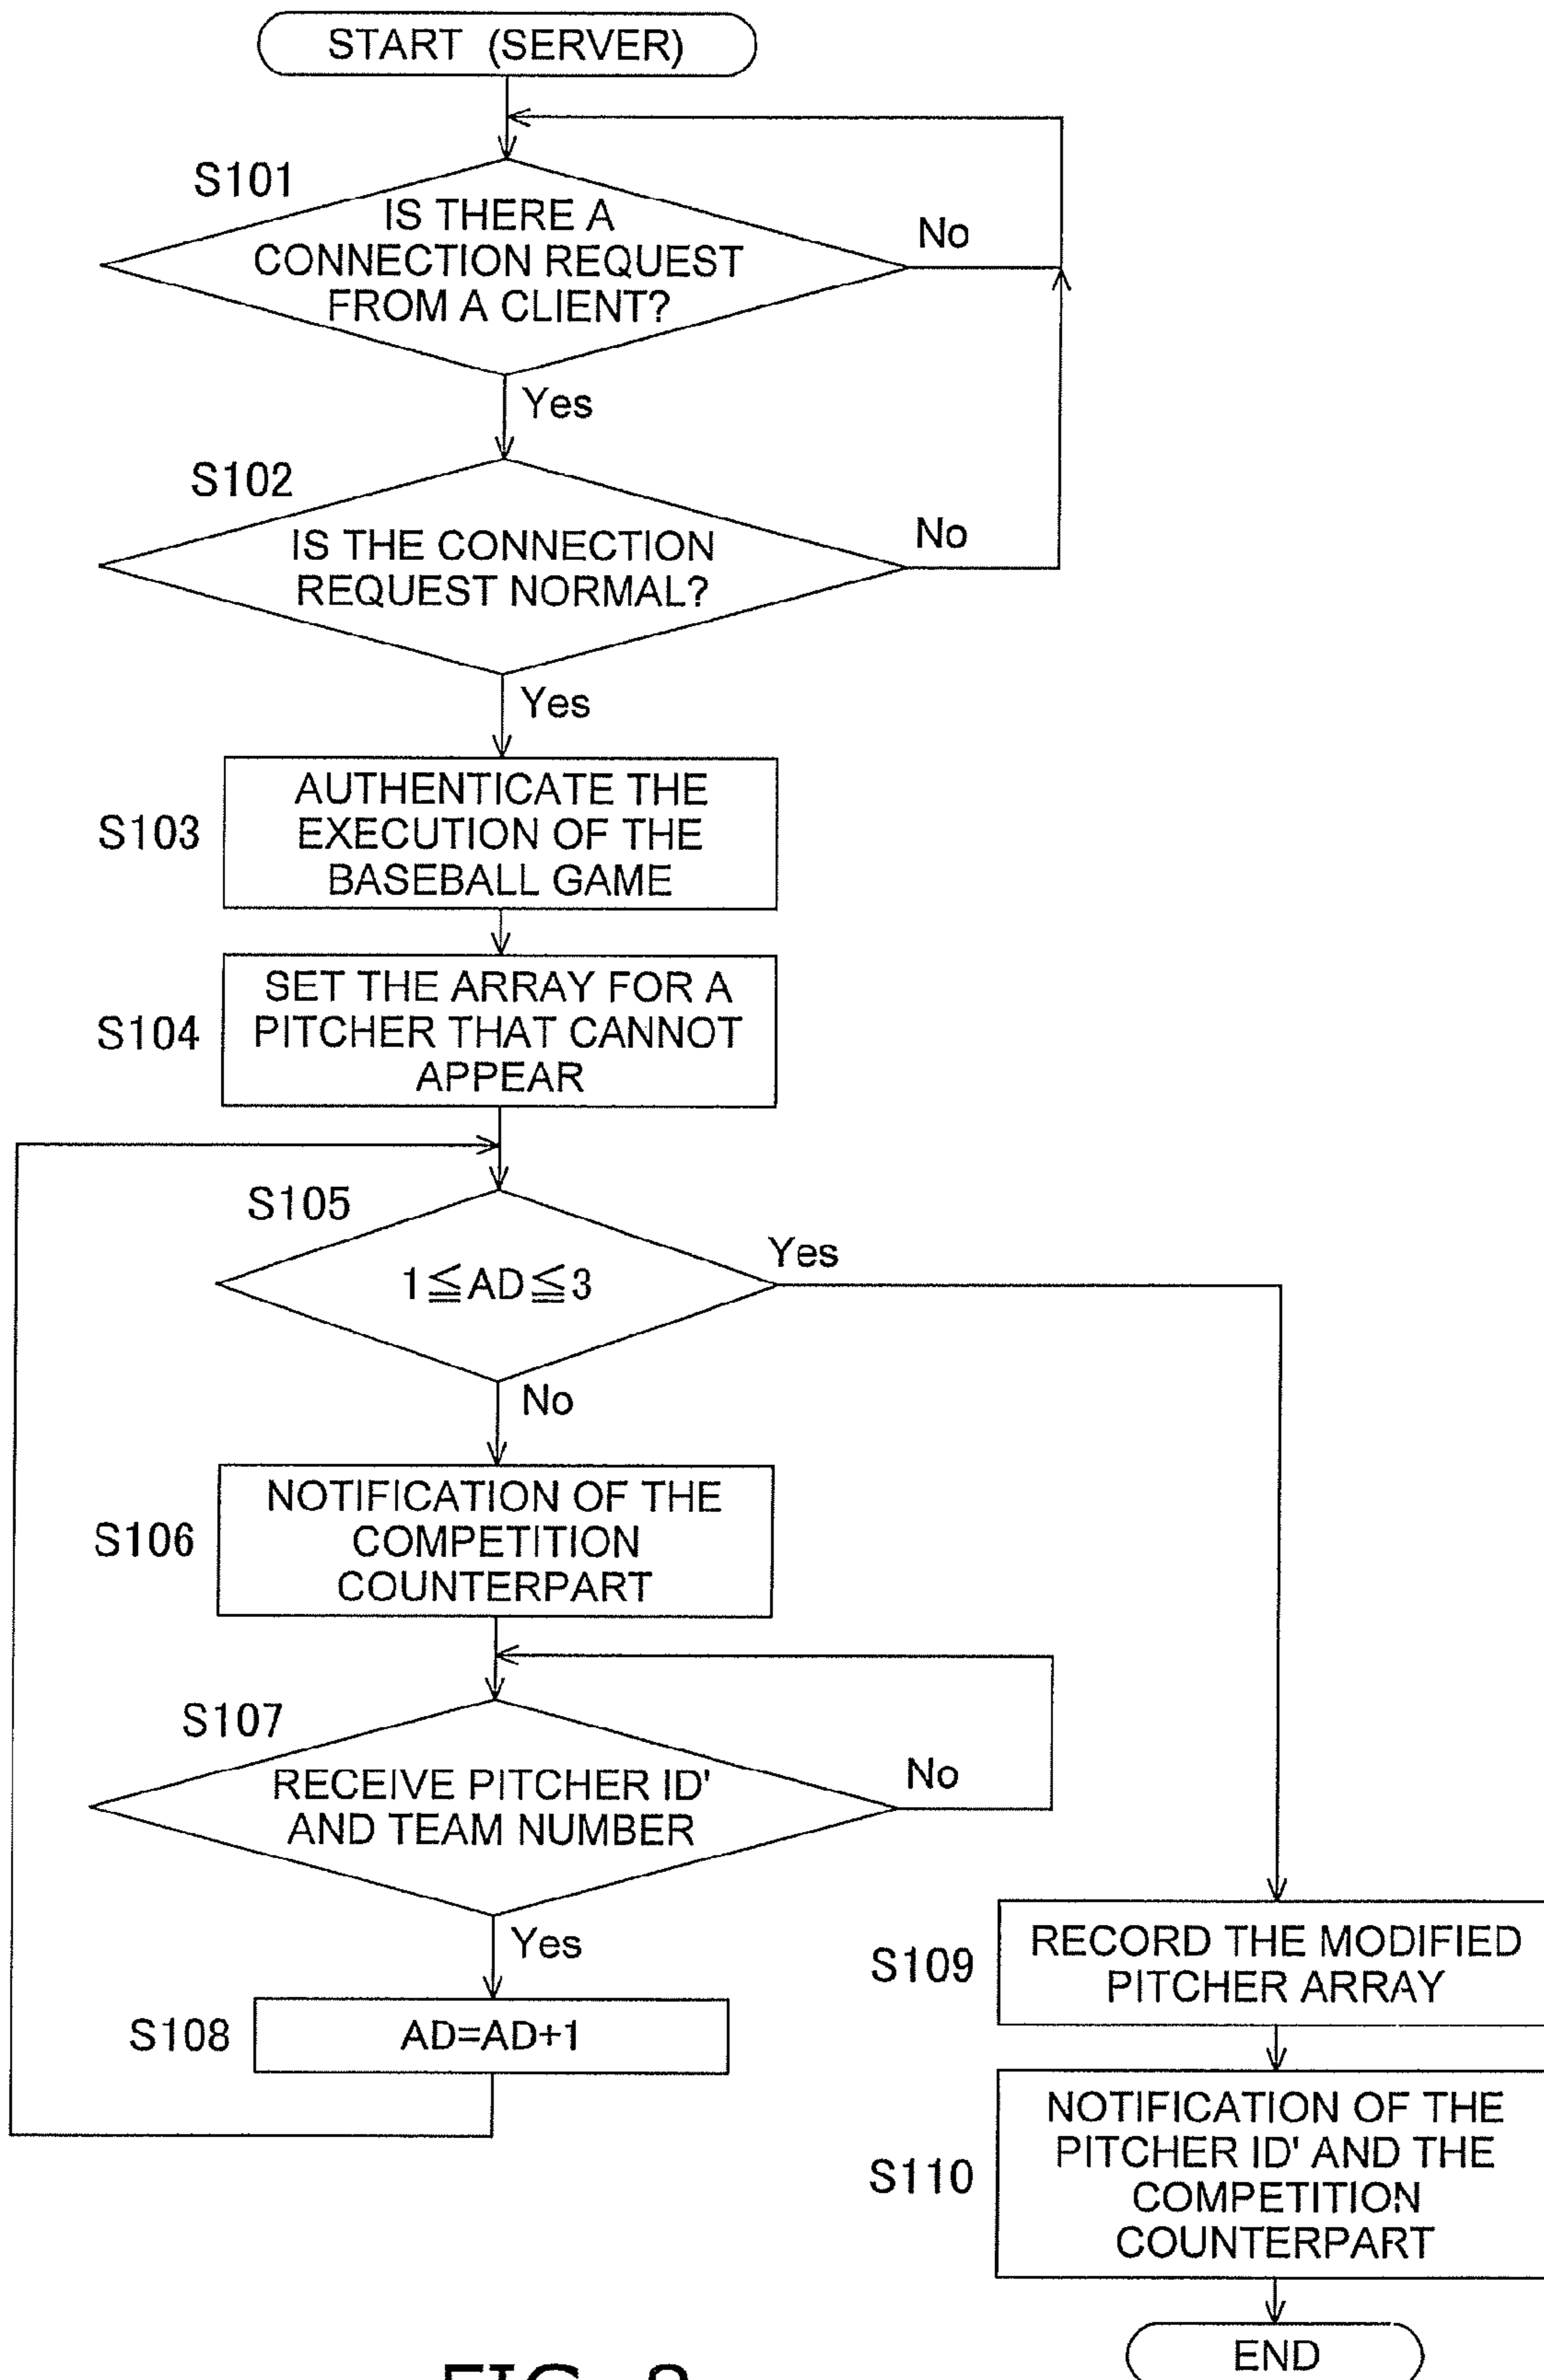 START (SERVER)
S101
IS THERE A
CONNECTION REQUEST
FROM A CLIENT?
No
Yes
S102
IS THE CONNECTION
REQUEST NORMAL?
No
Yes
S103
AUTHENTICATE THE
EXECUTION OF THE
BASEBALL GAME
S104
SET THE ARRAY FOR A
PITCHER THAT CANNOT
APPEAR
S105
1≦AD≦3
Yes
No
S106
NOTIFICATION OF THE
COMPETITION
COUNTERPART
S107
RECEIVE PITCHER ID'
AND TEAM NUMBER
No
Yes
S108
AD=AD+1
S109
RECORD THE MODIFIED
PITCHER ARRAY
S110
NOTIFICATION OF THE
PITCHER ID' AND THE
COMPETITION
COUNTERPART
END
FIG.